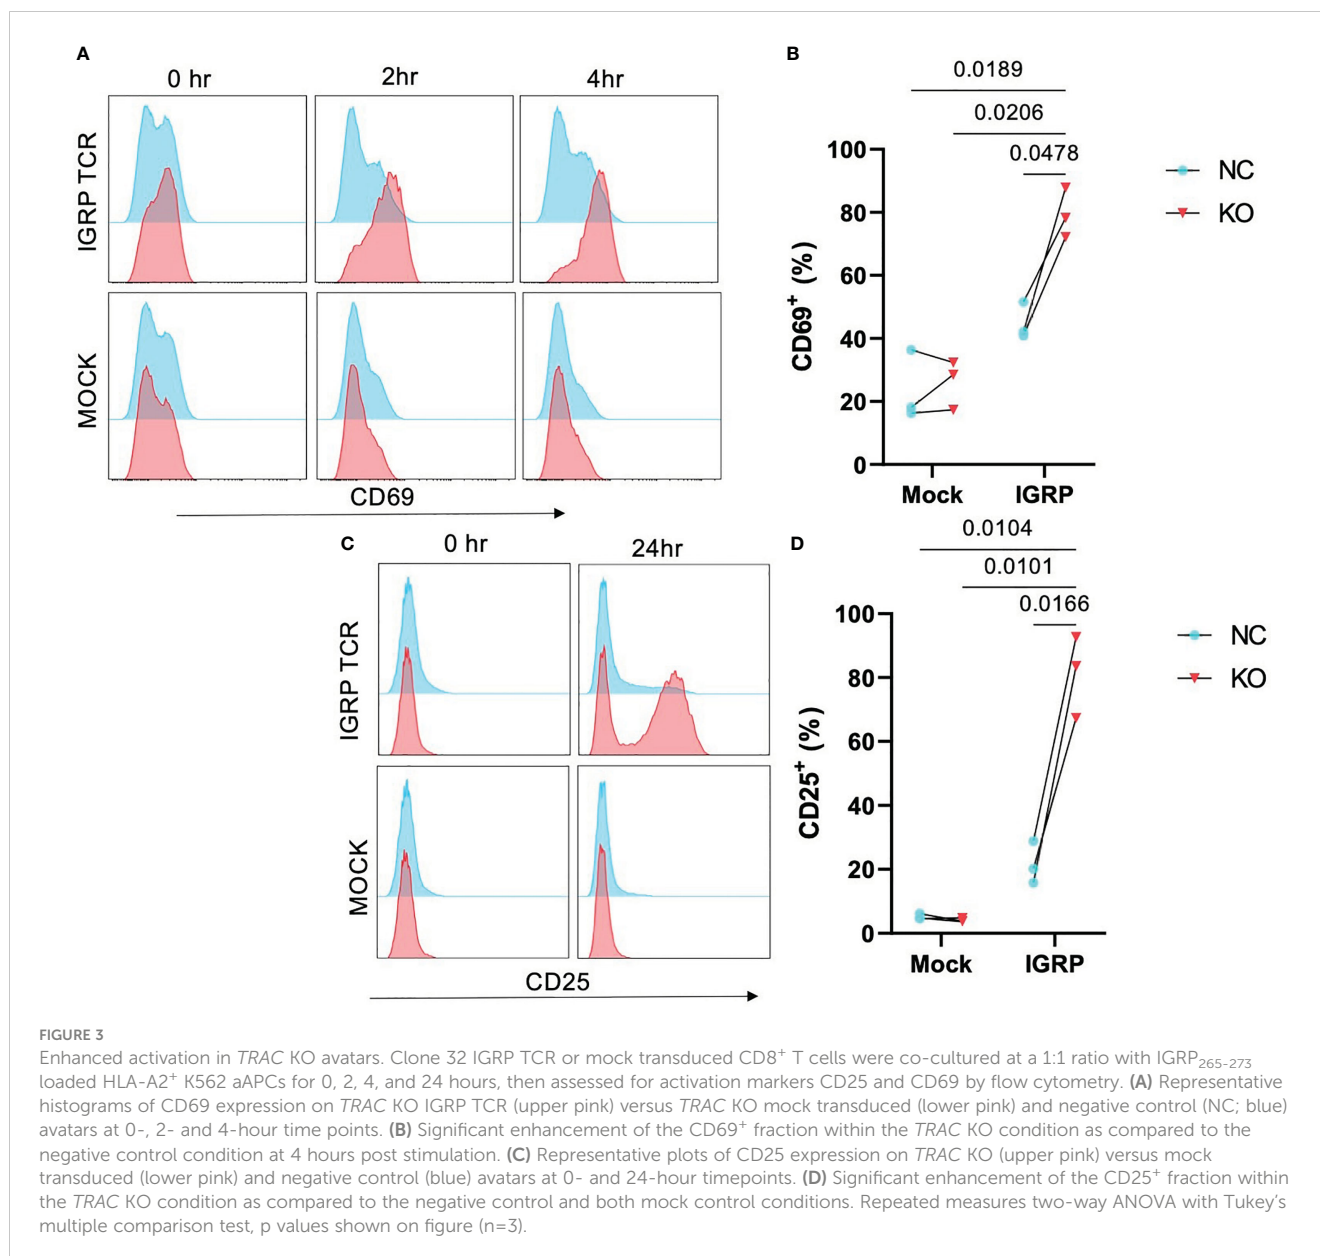 A
0 hr
2hr
4hr
IGRP TCR
MOCK
CD69
B
0.0189
0.0206
0.0478
100
80
60
40
20
0
CD69⁺ (%)
Mock
IGRP
NC
KO
C
0 hr
24hr
IGRP TCR
MOCK
CD25
D
0.0104
0.0101
0.0166
100
80
60
40
20
0
CD25⁺ (%)
Mock
IGRP
NC
KO
FIGURE 3
Enhanced activation in TRAC KO avatars. Clone 32 IGRP TCR or mock transduced CD8⁺ T cells were co-cultured at a 1:1 ratio with IGRP₂₆₅₋₂₇₃
loaded HLA-A2⁺ K562 aAPCs for 0, 2, 4, and 24 hours, then assessed for activation markers CD25 and CD69 by flow cytometry. (A) Representative
histograms of CD69 expression on TRAC KO IGRP TCR (upper pink) versus TRAC KO mock transduced (lower pink) and negative control (NC; blue)
avatars at 0-, 2- and 4-hour time points. (B) Significant enhancement of the CD69⁺ fraction within the TRAC KO condition as compared to the
negative control condition at 4 hours post stimulation. (C) Representative plots of CD25 expression on TRAC KO (upper pink) versus mock
transduced (lower pink) and negative control (blue) avatars at 0- and 24-hour timepoints. (D) Significant enhancement of the CD25⁺ fraction within
the TRAC KO condition as compared to the negative control and both mock control conditions. Repeated measures two-way ANOVA with Tukey's
multiple comparison test, p values shown on figure (n=3).